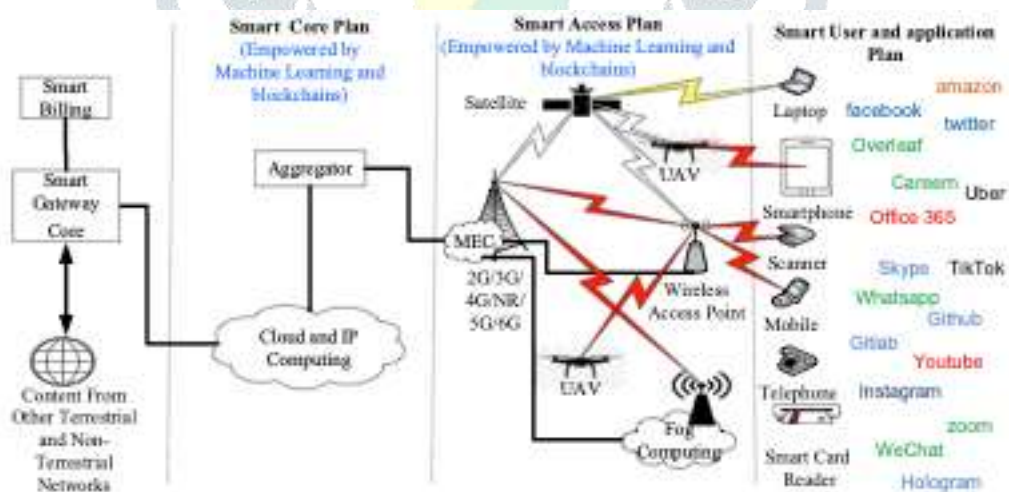 Smart Core Plan
(Empowered by
Machine Learning and
blockchains)
Smart Access Plan
(Empowered by Machine Learning and
blockchains)
Smart User and application
Plan
Smart
Billing
Smart
Gateway
Core
Content From
Other Terrestrial
and Non-
Terrestrial
Networks
Aggregator
Cloud and IP
Computing
Satellite
UAV
MEC
2G/3G/
4G/NR/
5G/6G
Wireless
Access Point
UAV
Fog
Computing
Laptop
Smartphone
Scanner
Mobile
Telephone
Smart Card
Reader
amazon
facebook
twitter
Overleaf
Careem
Uber
Office 365
Skype
TikTok
Whatsapp
Github
Gitlab
Youtube
Instagram
zoom
WeChat
Hologram